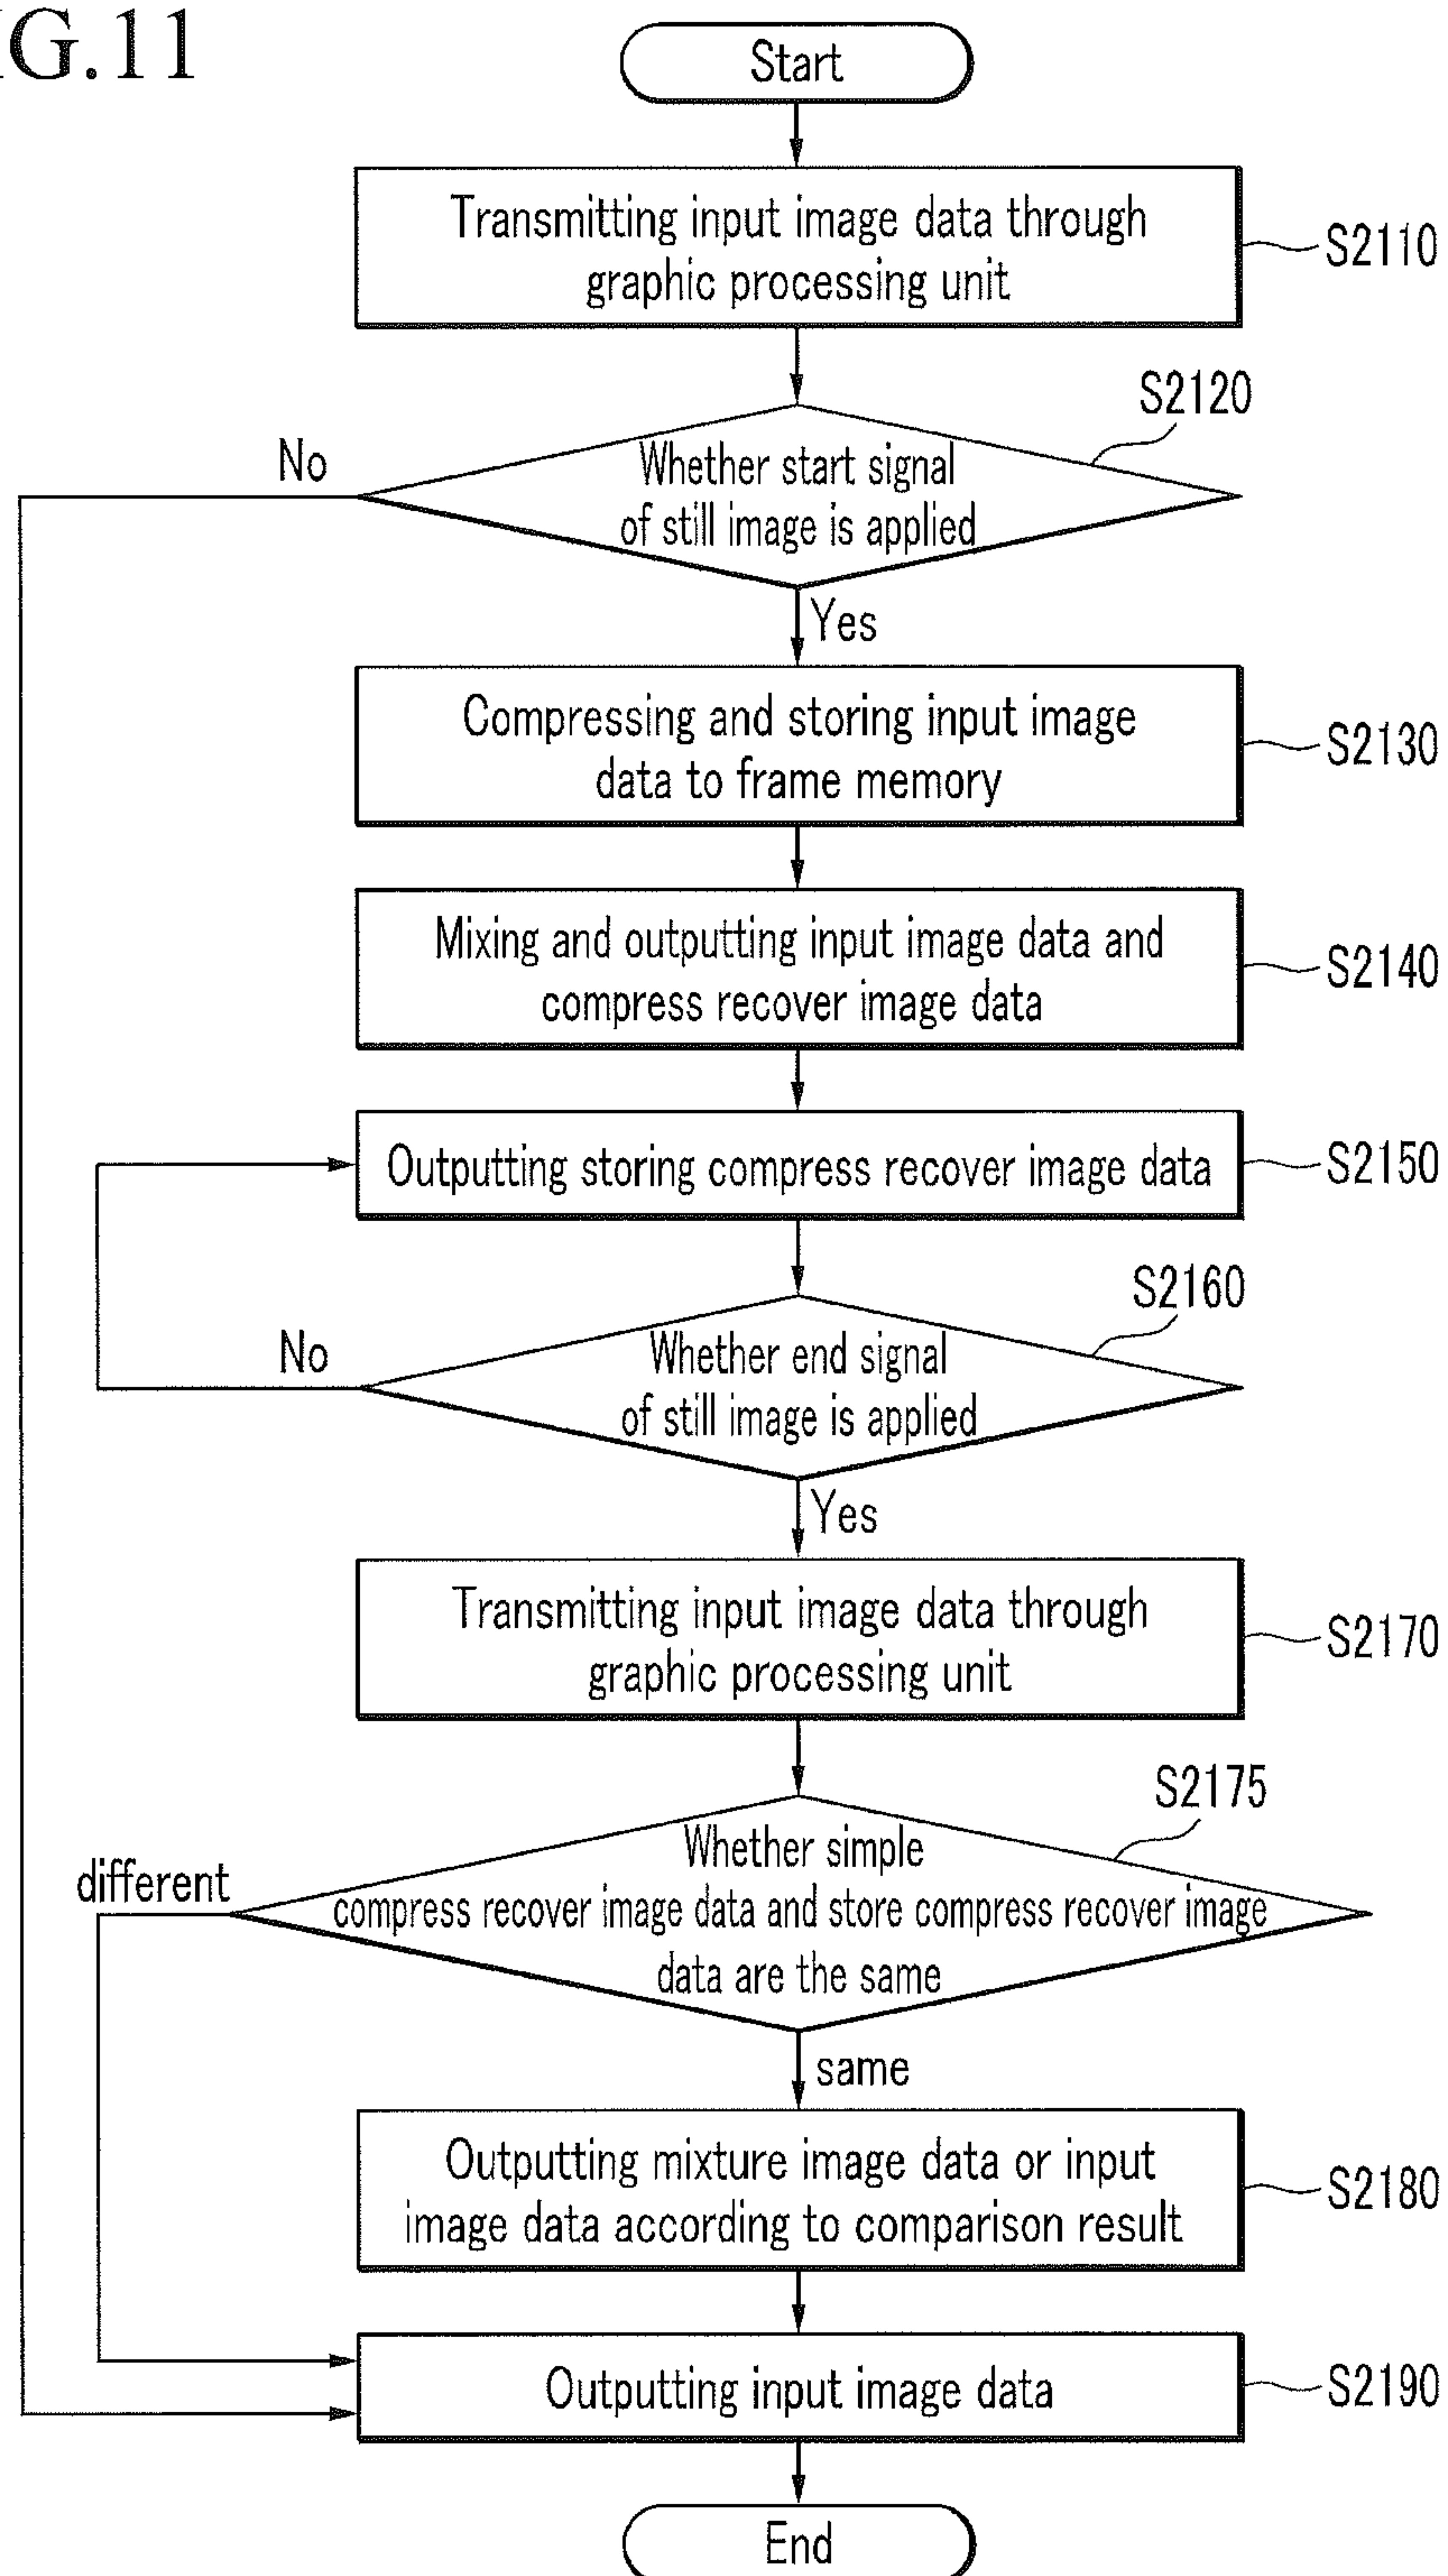 IG.11
Start
Transmitting input image data through
graphic processing unit
S2110
S2120
No
Whether start signal
of still image is applied
Yes
Compressing and storing input image
data to frame memory
S2130
Mixing and outputting input image data and
compress recover image data
S2140
Outputting storing compress recover image data
S2150
S2160
No
Whether end signal
of still image is applied
Yes
Transmitting input image data through
graphic processing unit
S2170
S2175
different
Whether simple
compress recover image data and store compress recover image
data are the same
same
Outputting mixture image data or input
image data according to comparison result
S2180
Outputting input image data
S2190
End